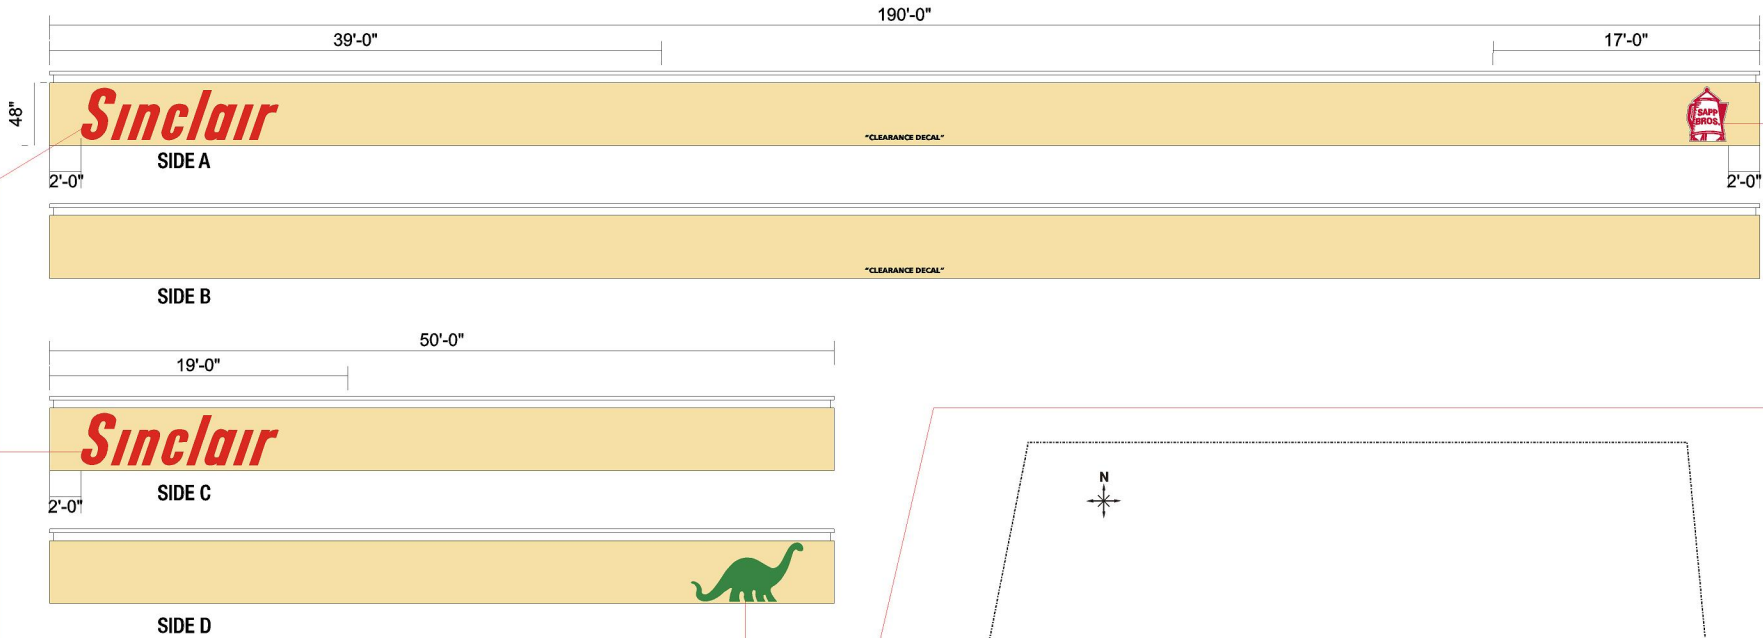 190'-0"
39'-0"
17'-0"
48"
Sinclair
SAPP
BROS.
"CLEARANCE DECAL"
SIDE A
2'-0"
2'-0"
"CLEARANCE DECAL"
SIDE B
50'-0"
19'-0"
Sinclair
SIDE C
2'-0"
N
SIDE D